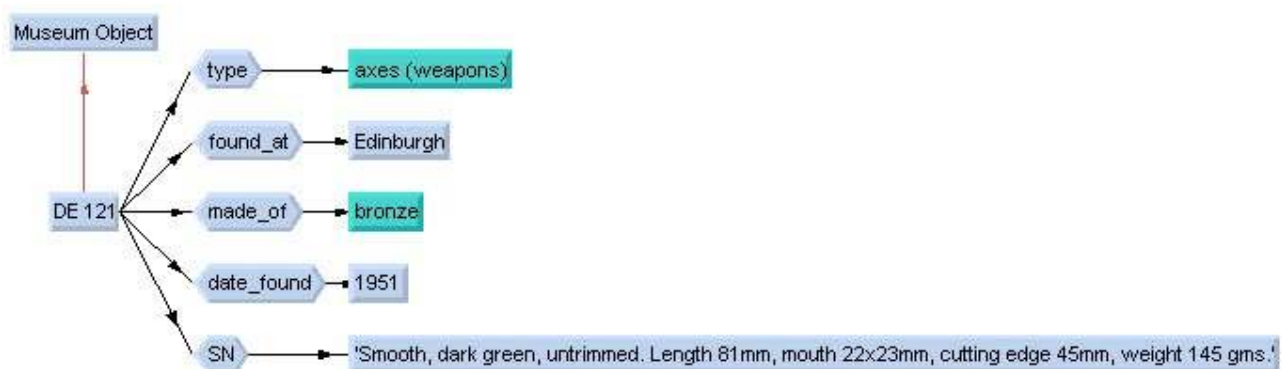 Museum Object
type
axes (weapons)
found_at
Edinburgh
DE 121
made_of
bronze
date_found
1951
SN
'Smooth, dark green, untrimmed. Length 81mm, mouth 22x23mm, cutting edge 45mm, weight 145 gms.'